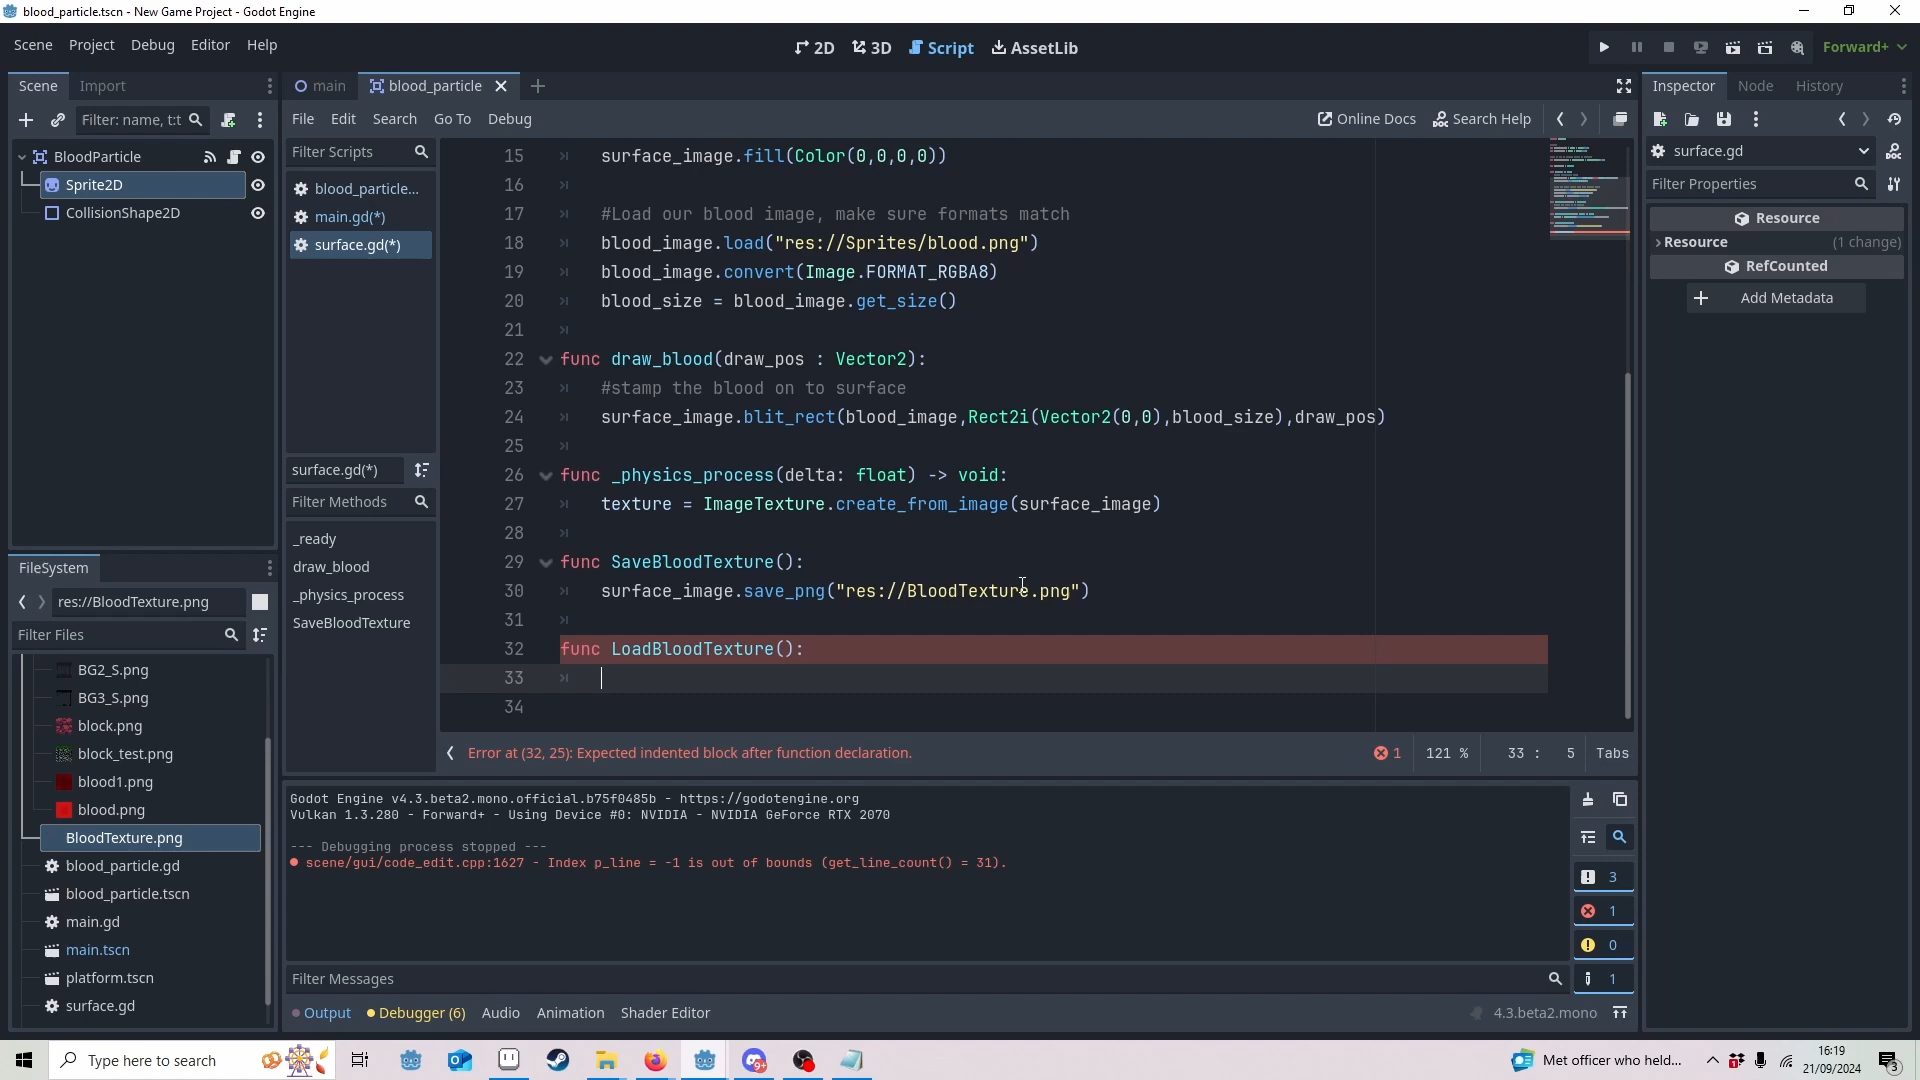 blood_particle.tscn - New Game Project - Godot Engine
Scene Project Debug Editor Help
2D 3D Script AssetLib
Forward+
Scene Import
Filter: name, t:t
BloodParticle
Sprite2D
CollisionShape2D
FileSystem
res://BloodTexture.png
Filter Files
BG2_S.png
BG3_S.png
block.png
block_test.png
blood1.png
blood.png
BloodTexture.png
blood_particle.gd
blood_particle.tscn
main.gd
main.tscn
platform.tscn
surface.gd
main blood_particle
File Edit Search Go To Debug
Online Docs Search Help
Filter Scripts
blood_particle...
main.gd(*)
surface.gd(*)
surface.gd(*)
Filter Methods
_ready
draw_blood
_physics_process
SaveBloodTexture
15 surface_image.fill(Color(0,0,0,0))
16
17 #Load our blood image, make sure formats match
18 blood_image.load("res://Sprites/blood.png")
19 blood_image.convert(Image.FORMAT_RGBA8)
20 blood_size = blood_image.get_size()
21
22 func draw_blood(draw_pos : Vector2):
23 #stamp the blood on to surface
24 surface_image.blit_rect(blood_image,Rect2i(Vector2(0,0),blood_size),draw_pos)
25
26 func _physics_process(delta: float) -> void:
27 texture = ImageTexture.create_from_image(surface_image)
28
29 func SaveBloodTexture():
30 surface_image.save_png("res://BloodTexture.png")
31
32 func LoadBloodTexture():
33
34
Error at (32, 25): Expected indented block after function declaration.
1 121 % 33 : 5 Tabs
Godot Engine v4.3.beta2.mono.official.b75f0485b - https://godotengine.org
Vulkan 1.3.280 - Forward+ - Using Device #0: NVIDIA - NVIDIA GeForce RTX 2070
--- Debugging process stopped ---
scene/gui/code_edit.cpp:1627 - Index p_line = -1 is out of bounds (get_line_count() = 31).
3
1
0
1
Filter Messages
Output Debugger (6) Audio Animation Shader Editor
4.3.beta2.mono
Inspector Node History
surface.gd
Filter Properties
Resource
Resource (1 change)
RefCounted
Add Metadata
Type here to search
9+
Met officer who held...
16:19
21/09/2024
3